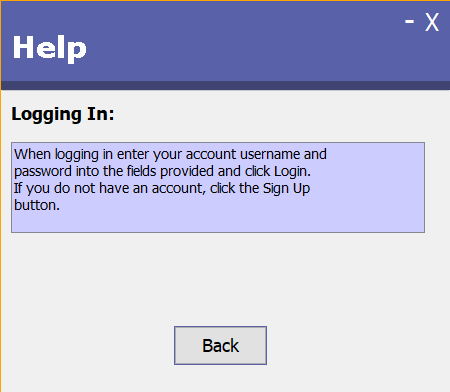 - X
Help
Logging In:
When logging in enter your account username and
password into the fields provided and click Login.
If you do not have an account, click the Sign Up
button.
Back